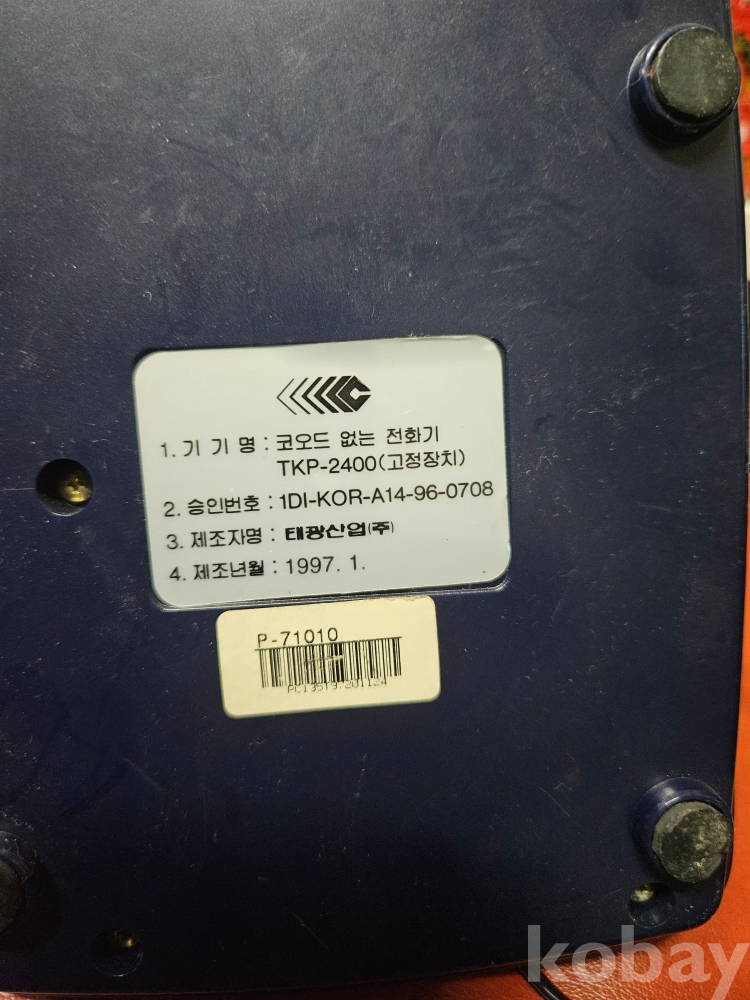 1. 기 기 명 : 코오드 없는 전화기
TKP-2400(고정장치)
2. 승인번호 : 1DI-KOR-A14-96-0708
3. 제조자명 : 태광산업(주)
4. 제조년월 : 1997. 1.
P-71010
kobay